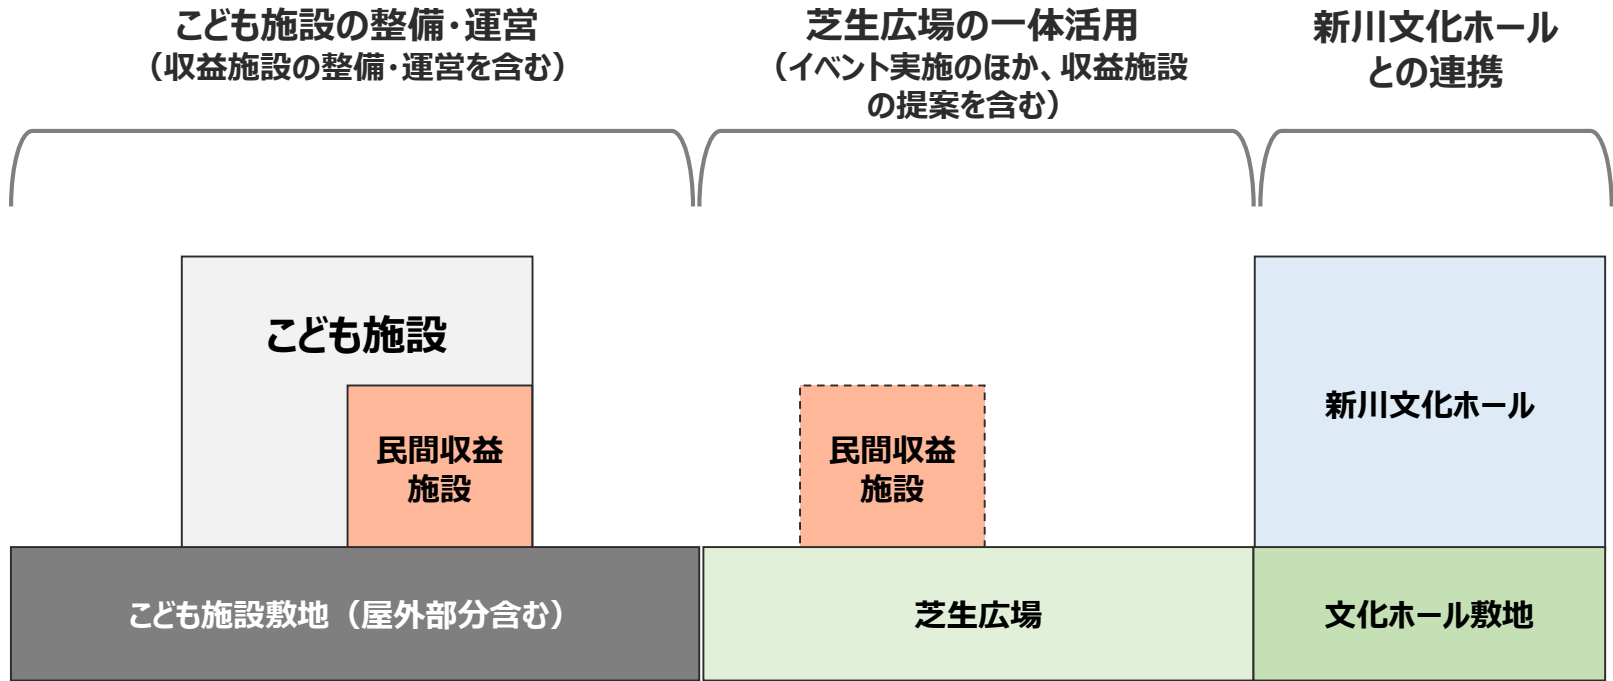 こども施設の整備・運営
（収益施設の整備・運営を含む）
芝生広場の一体活用
（イベント実施のほか、収益施設
の提案を含む）
新川文化ホール
との連携
こども施設
民間収益
施設
民間収益
施設
新川文化ホール
こども施設敷地（屋外部分含む）
芝生広場
文化ホール敷地